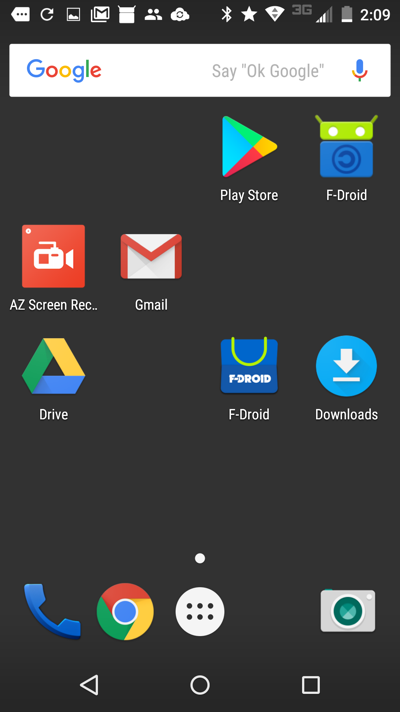 3G 2:09
Google Say "Ok Google"
Play Store F-Droid
AZ Screen Rec..
Gmail
F-DROID
Drive F-Droid Downloads